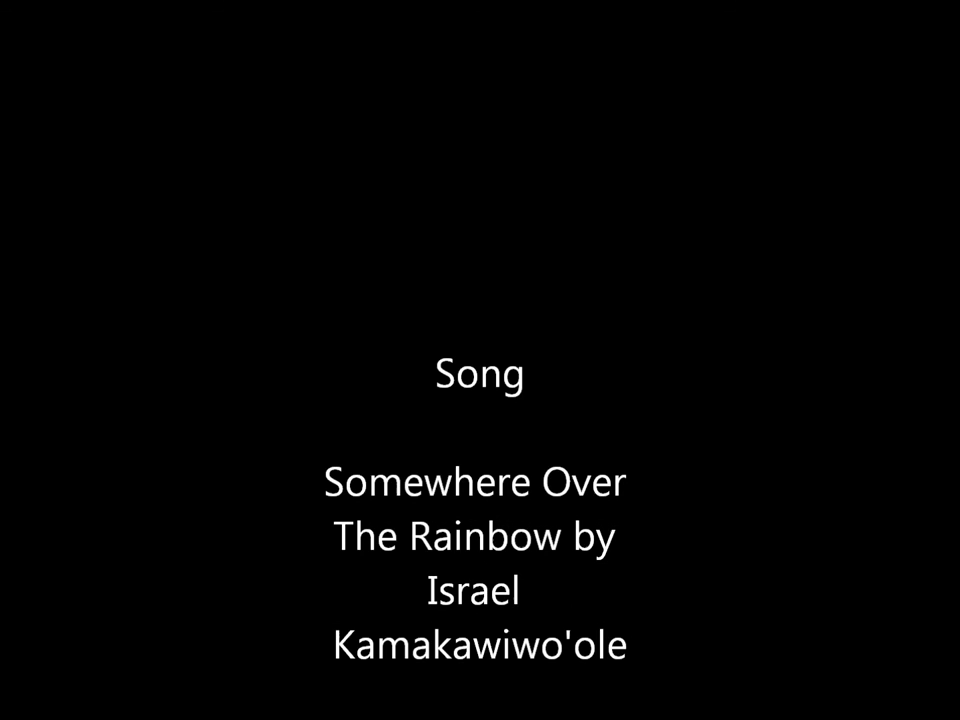 Song
Somewhere Over
The Rainbow by
Israel
Kamakawiwo'ole